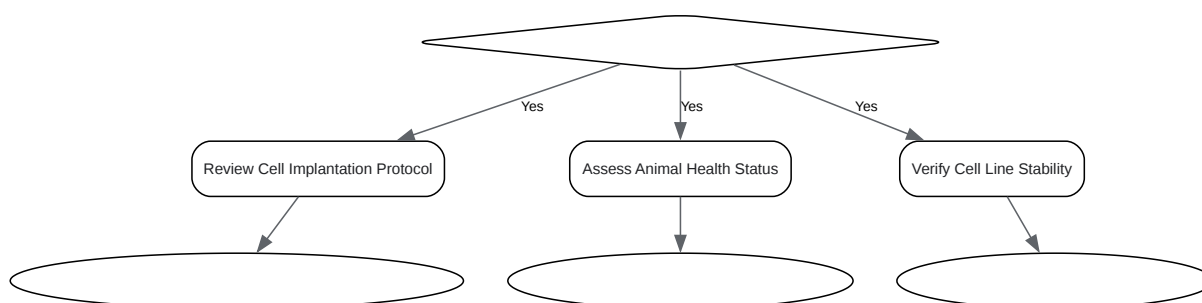 Yes
Yes
Yes
Review Cell Implantation Protocol
Assess Animal Health Status
Verify Cell Line Stability